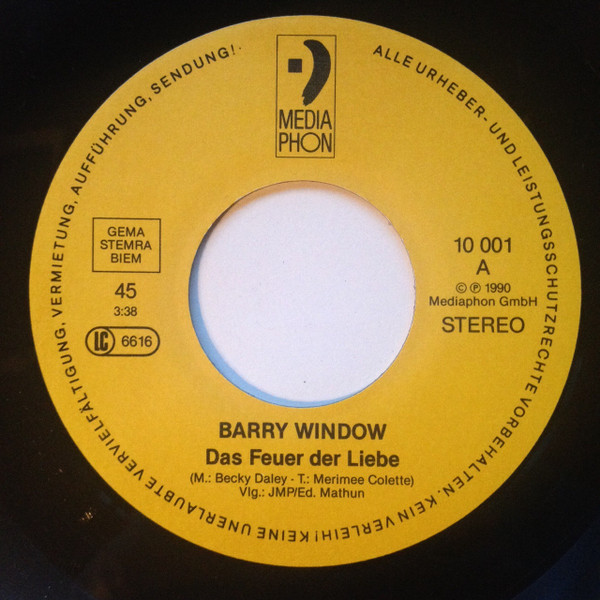 MEDIA
PHON
ALLE URHEBER- UND LEISTUNGSSCHUTZRECHTE VORBEHALTEN. KEIN VERLEIH! KEINE UNERLAUBTE VERVIELFÄLTIGUNG, VERMIETUNG, AUFFÜHRUNG, SENDUNG!
GEMA
STEMRA
BIEM
45
3:38
LC 6616
10 001
A
© ℗ 1990
Mediaphon GmbH
STEREO
BARRY WINDOW
Das Feuer der Liebe
(M.: Becky Daley - T.: Merimee Colette)
Vlg.: JMP/Ed. Mathun